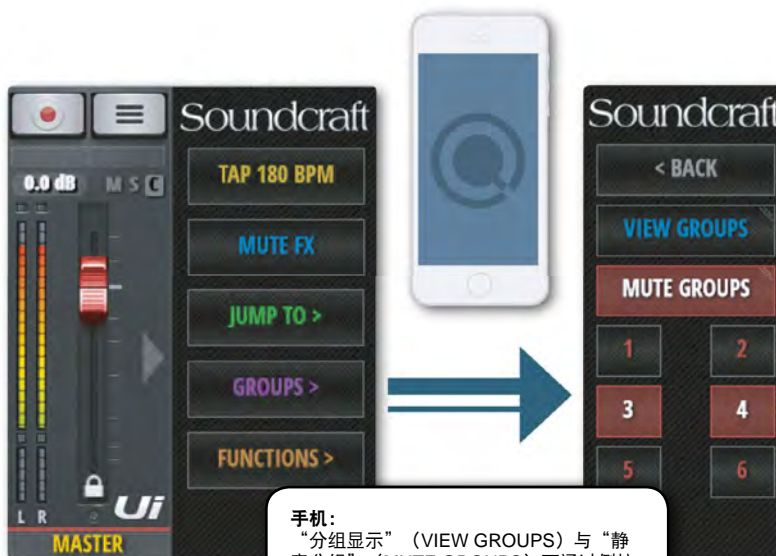 Soundcraft
0.0 dB M S C
TAP 180 BPM
MUTE FX
JUMP TO >
GROUPS >
FUNCTIONS >
L R
Ui
MASTER
Soundcraft
< BACK
VIEW GROUPS
MUTE GROUPS
1 2
3 4
5 6
手机：
“分组显示”（VIEW GROUPS）与“静